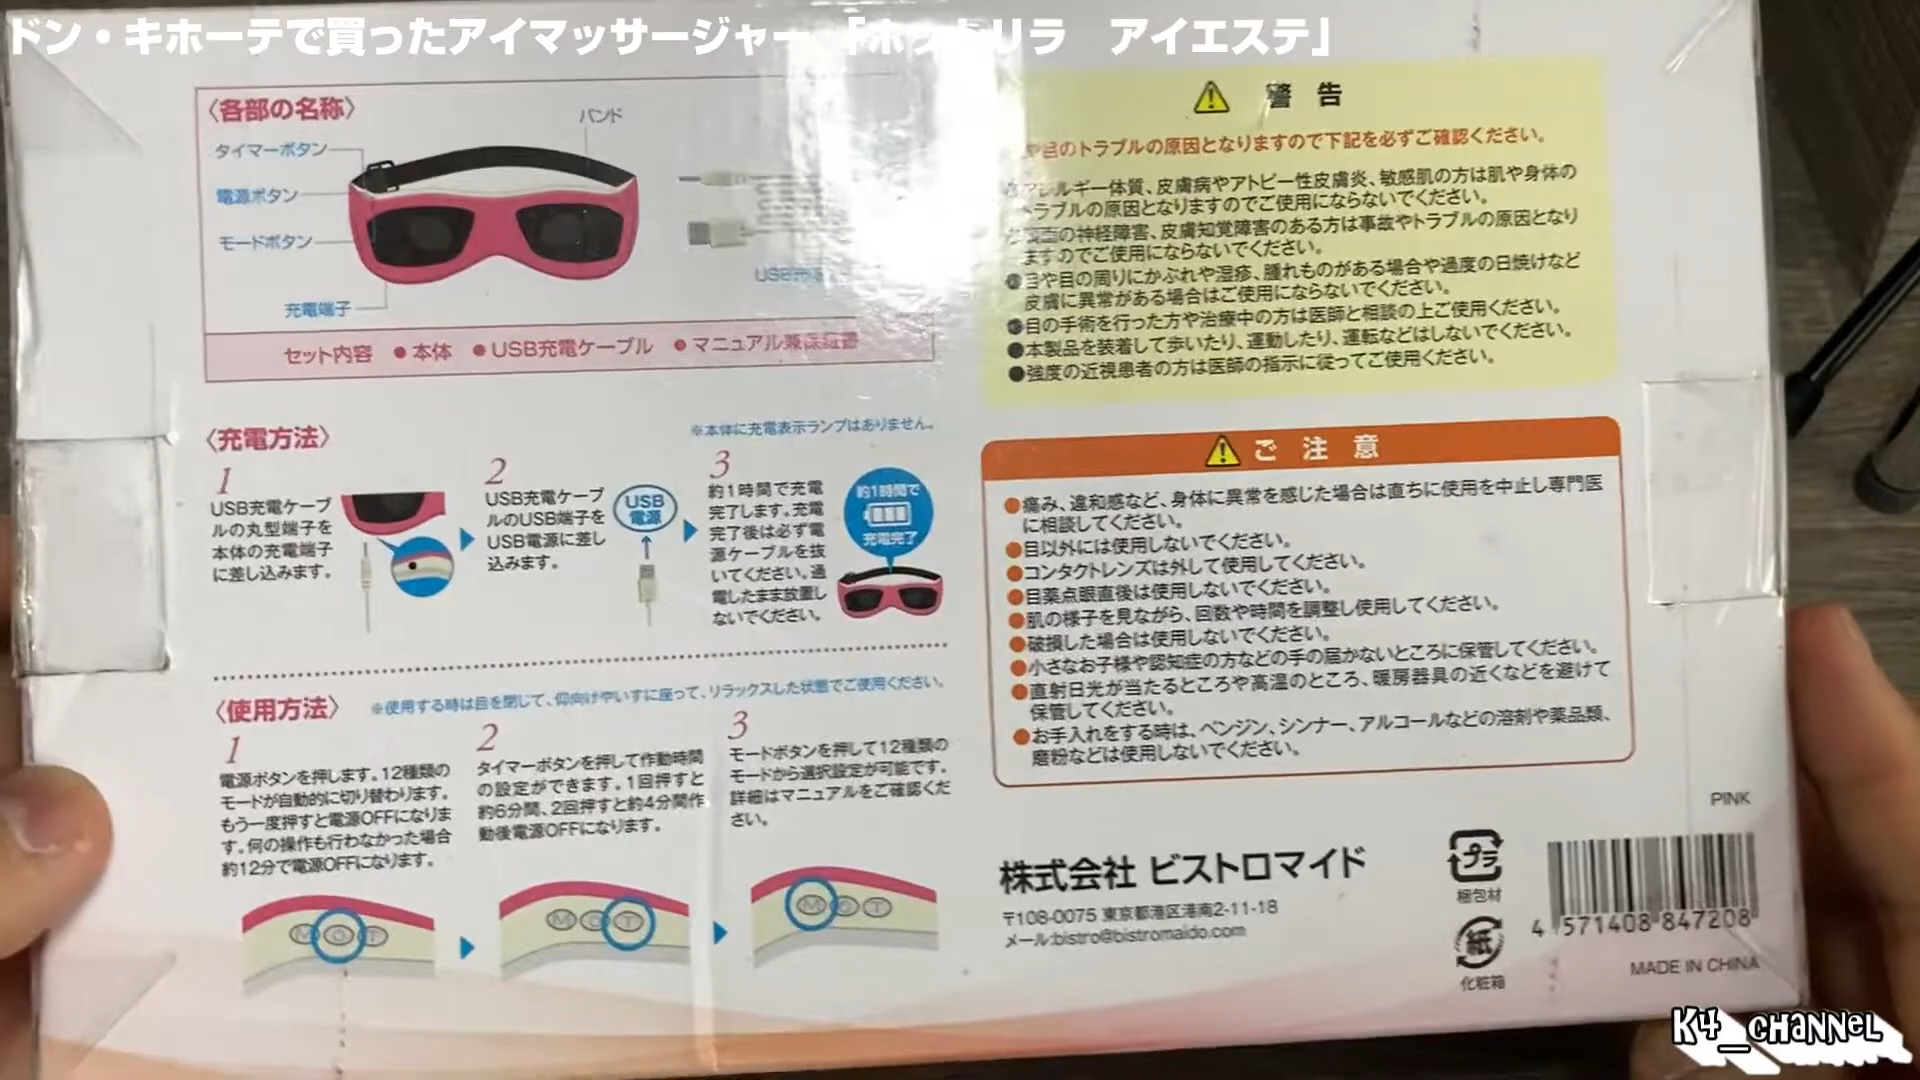 ドン・キホーテで買ったアイマッサージャー「ホットリラ　アイエステ」
〈各部の名称〉
バンド
タイマーボタン
電源ボタン
モードボタン
充電端子
USB充電
セット内容 ●本体 ●USB充電ケーブル ●マニュアル兼保証書
〈充電方法〉
※本体に充電表示ランプはありません。
1
USB充電ケーブ
ルの丸型端子を
本体の充電端子
に差し込みます。
2
USB充電ケーブ
ルのUSB端子を
USB電源に差し
込みます。
USB
電源
3
約1時間で充電
完了します。充電
完了後は必ず電
源ケーブルを抜
いてください。通
電したまま放置し
ないでください。
約1時間で
充電完了
〈使用方法〉
※使用する時は目を閉じて、仰向けやいすに座って、リラックスした状態でご使用ください。
1
電源ボタンを押します。12種類の
モードが自動的に切り替わります。
もう一度押すと電源OFFになりま
す。何の操作も行わなかった場合
約12分で電源OFFになります。
2
タイマーボタンを押して作動時間
の設定ができます。1回押すと
約6分間、2回押すと約4分間作
動後電源OFFになります。
3
モードボタンを押して12種類の
モードから選択設定が可能です。
詳細はマニュアルをご確認くだ
さい。
M O T
M O T
M O T
警 告
や目のトラブルの原因となりますので下記を必ずご確認ください。
アレルギー体質、皮膚病やアトピー性皮膚炎、敏感肌の方は肌や身体の
トラブルの原因となりますのでご使用にならないでください。
面の神経障害、皮膚知覚障害のある方は事故やトラブルの原因となり
ますのでご使用にならないでください。
●目や目の周りにかぶれや湿疹、腫れものがある場合や過度の日焼けなど
皮膚に異常がある場合はご使用にならないでください。
●目の手術を行った方や治療中の方は医師と相談の上ご使用ください。
●本製品を装着して歩いたり、運動したり、運転などはしないでください。
●強度の近視患者の方は医師の指示に従ってご使用ください。
ご 注 意
●痛み、違和感など、身体に異常を感じた場合は直ちに使用を中止し専門医
に相談してください。
●目以外には使用しないでください。
●コンタクトレンズは外して使用してください。
●目薬点眼直後は使用しないでください。
●肌の様子を見ながら、回数や時間を調整し使用してください。
●破損した場合は使用しないでください。
●小さなお子様や認知症の方などの手の届かないところに保管してください。
●直射日光が当たるところや高温のところ、暖房器具の近くなどを避けて
保管してください。
●お手入れをする時は、ベンジン、シンナー、アルコールなどの溶剤や薬品類、
磨粉などは使用しないでください。
株式会社 ビストロマイド
〒108-0075 東京都港区港南2-11-18
メール:bistro@bistromaido.com
プラ
梱包材
紙
化粧箱
PINK
4 571408 847208
MADE IN CHINA
K4_CHANNEL